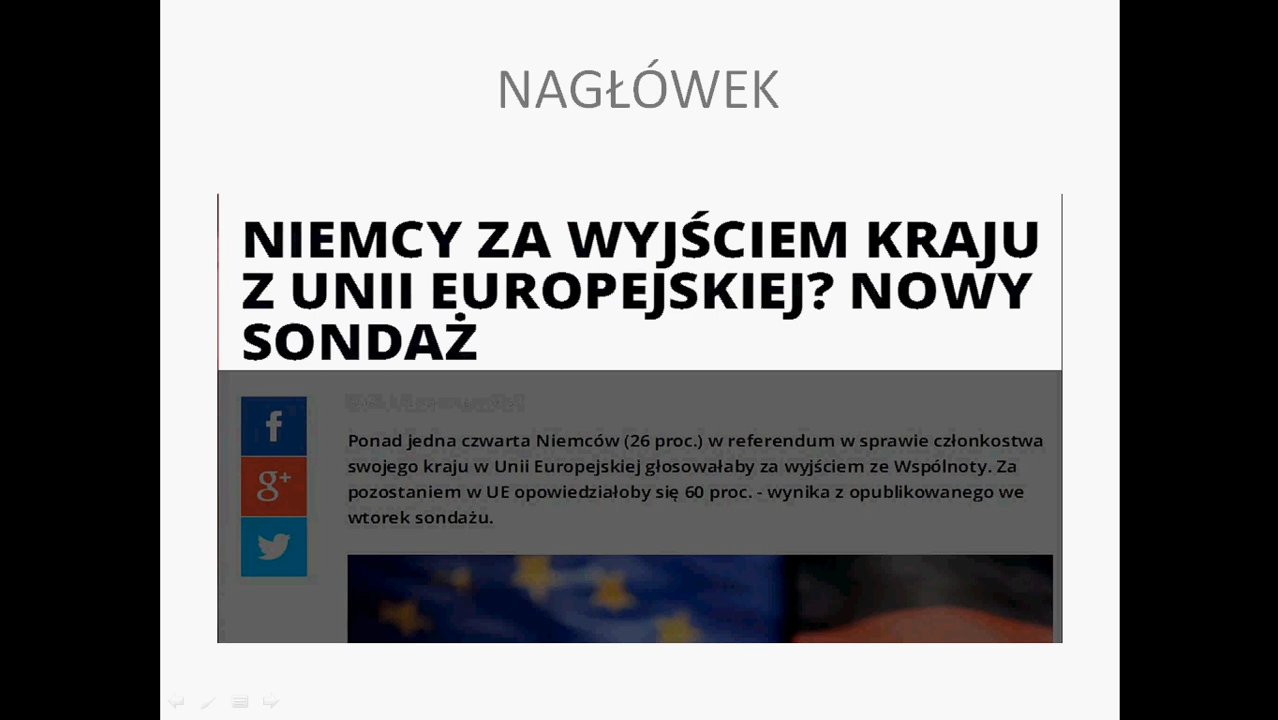 NAGŁÓWEK
NIEMCY ZA WYJŚCIEM KRAJU
Z UNII EUROPEJSKIEJ? NOWY
SONDAŻ
Ponad jedna czwarta Niemców (26 proc.) w referendum w sprawie członkostwa
swojego kraju w Unii Europejskiej głosowałaby za wyjściem ze Wspólnoty. Za
pozostaniem w UE opowiedziałoby się 60 proc. - wynika z opublikowanego we
wtorek sondażu.